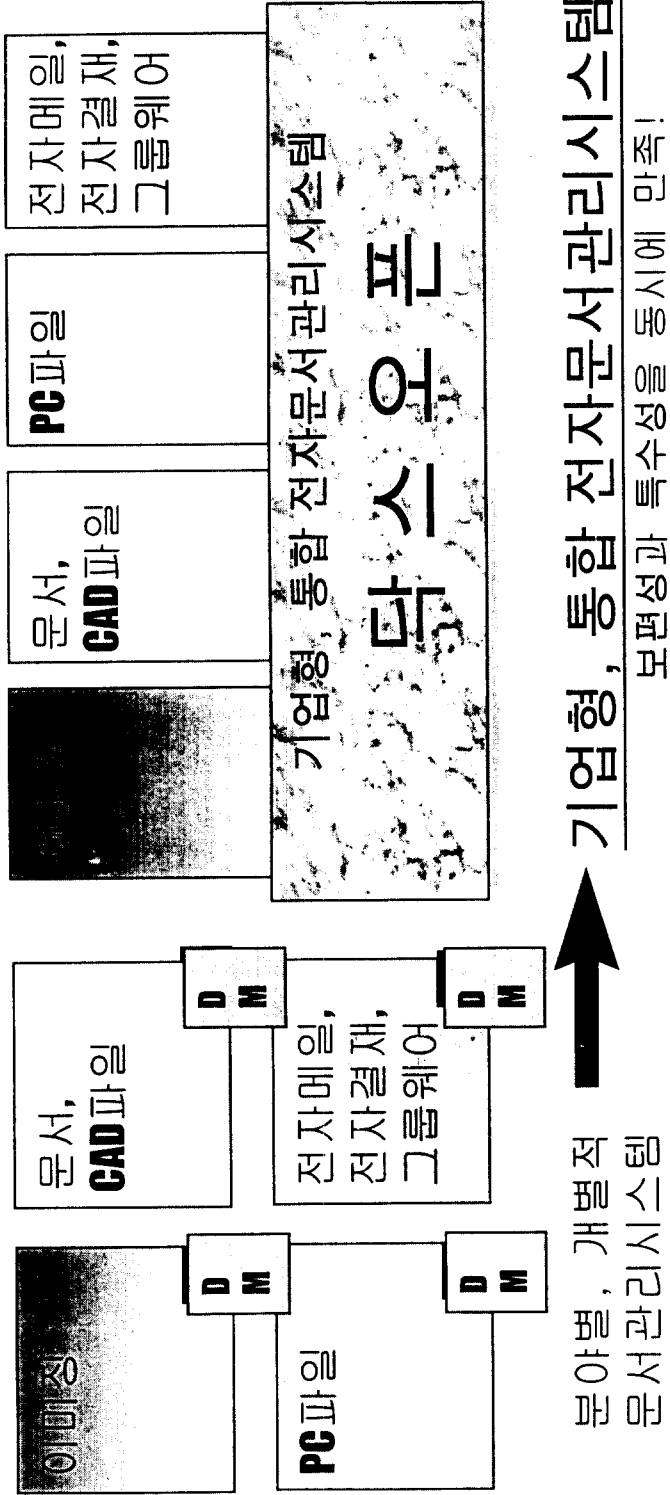 이미징
D
M
문서,
CAD파일
D
M
PC파일
D
M
전자메일,
전자결재,
그룹웨어
D
M
분야별, 개별적
문서관리시스템
문서,
CAD파일
PC파일
전자메일,
전자결재,
그룹웨어
기업형, 통합 전자문서관리시스템
닥스오픈
기업형, 통합 전자문서관리시스템
보편성과 특수성을 동시에 만족!